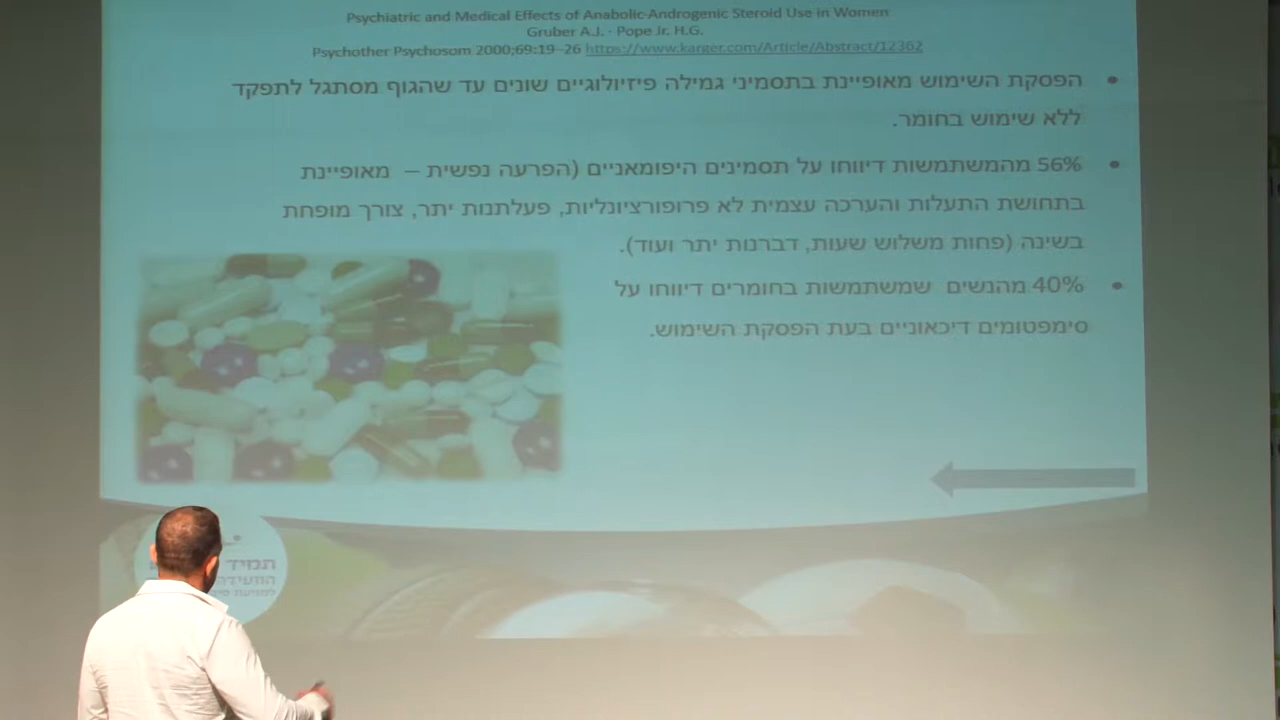 Psychiatric and Medical Effects of Anabolic-Androgenic Steroid Use in Women
Gruber A.J. · Pope Jr. H.G.
Psychother Psychosom 2000;69:19–26 https://www.karger.com/Article/Abstract/12362
• הפסקת השימוש מאופיינת בתסמיני גמילה פיזיולוגיים שונים עד שהגוף מסתגל לתפקד
ללא שימוש בחומר.
• 56% מהמשתמשות דיווחו על תסמינים היפומאניים (הפרעה נפשית – מאופיינת
בתחושת התעלות והערכה עצמית לא פרופורציונליות, פעלתנות יתר, צורך מופחת
בשינה (פחות משלוש שעות, דברנות יתר ועוד).
• 40% מהנשים שמשתמשות בחומרים דיווחו על
סימפטומים דיכאוניים בעת הפסקת השימוש.
תמיד